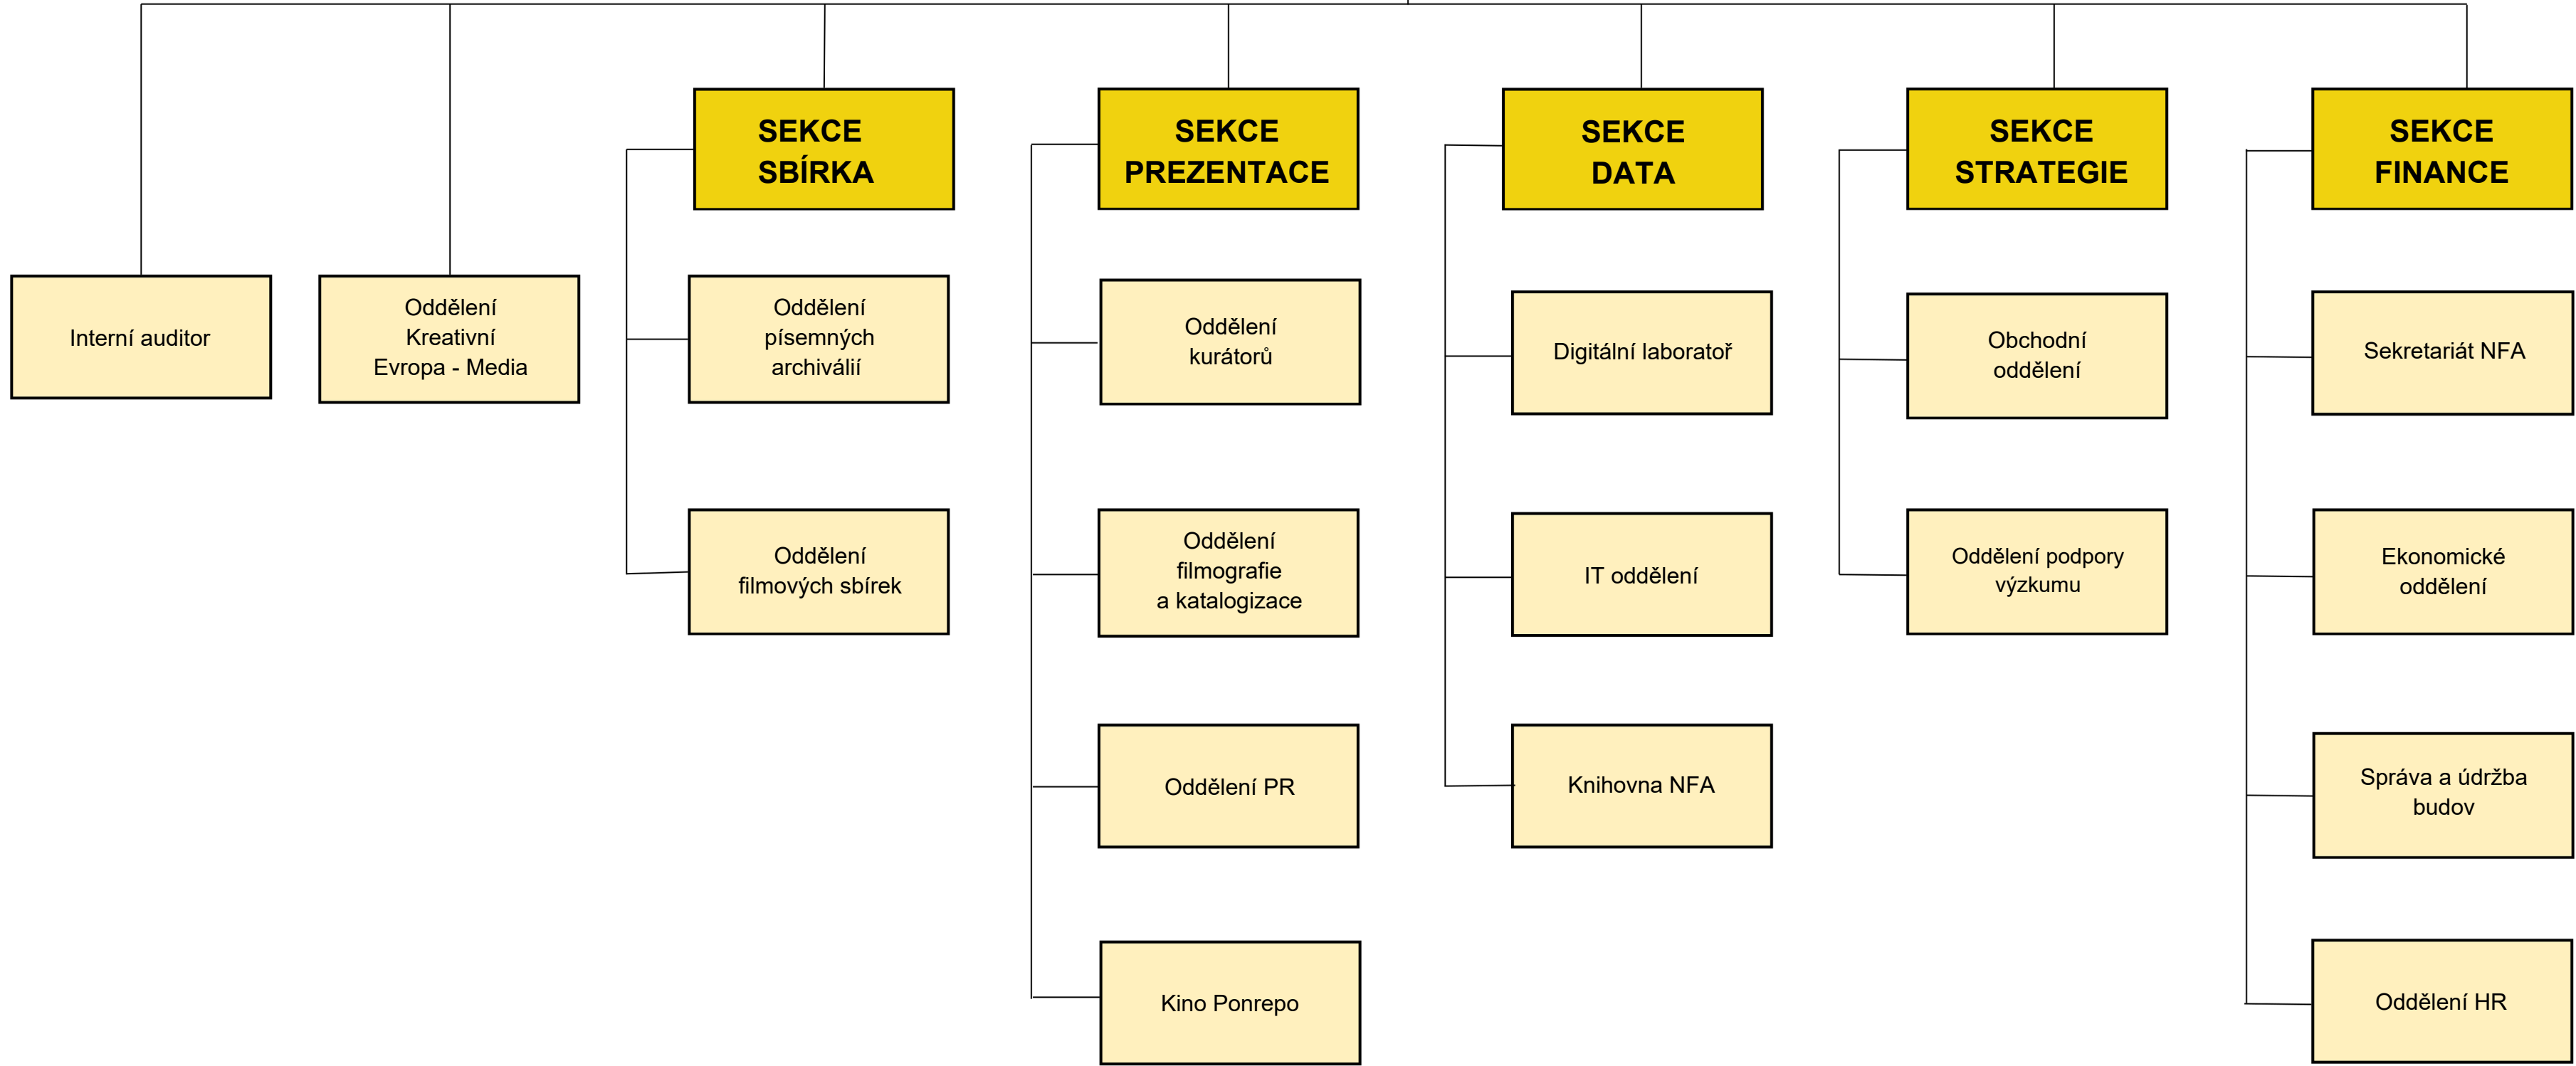 SEKCE
SBÍRKA
SEKCE
PREZENTACE
SEKCE
DATA
SEKCE
STRATEGIE
SEKCE
FINANCE
Interní auditor
Oddělení
Kreativní
Evropa - Media
Oddělení
písemných
archiválií
Oddělení
kurátorů
Digitální laboratoř
Obchodní
oddělení
Sekretariát NFA
Oddělení
filmových sbírek
Oddělení
filmografie
a katalogizace
IT oddělení
Oddělení podpory
výzkumu
Ekonomické
oddělení
Oddělení PR
Knihovna NFA
Správa a údržba
budov
Kino Ponrepo
Oddělení HR